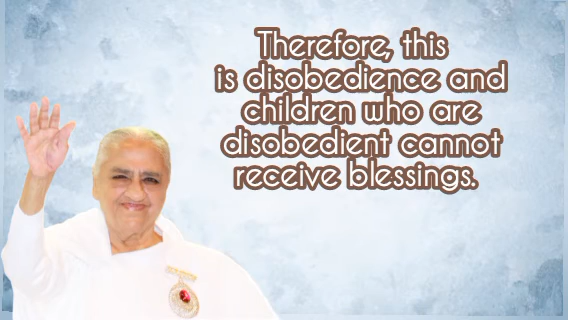 Therefore, this
is disobedience and
children who are
disobedient cannot
receive blessings.